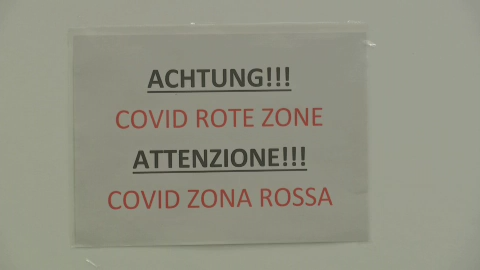 ACHTUNG!!!
COVID ROTE ZONE
ATTENZIONE!!!
COVID ZONA ROSSA